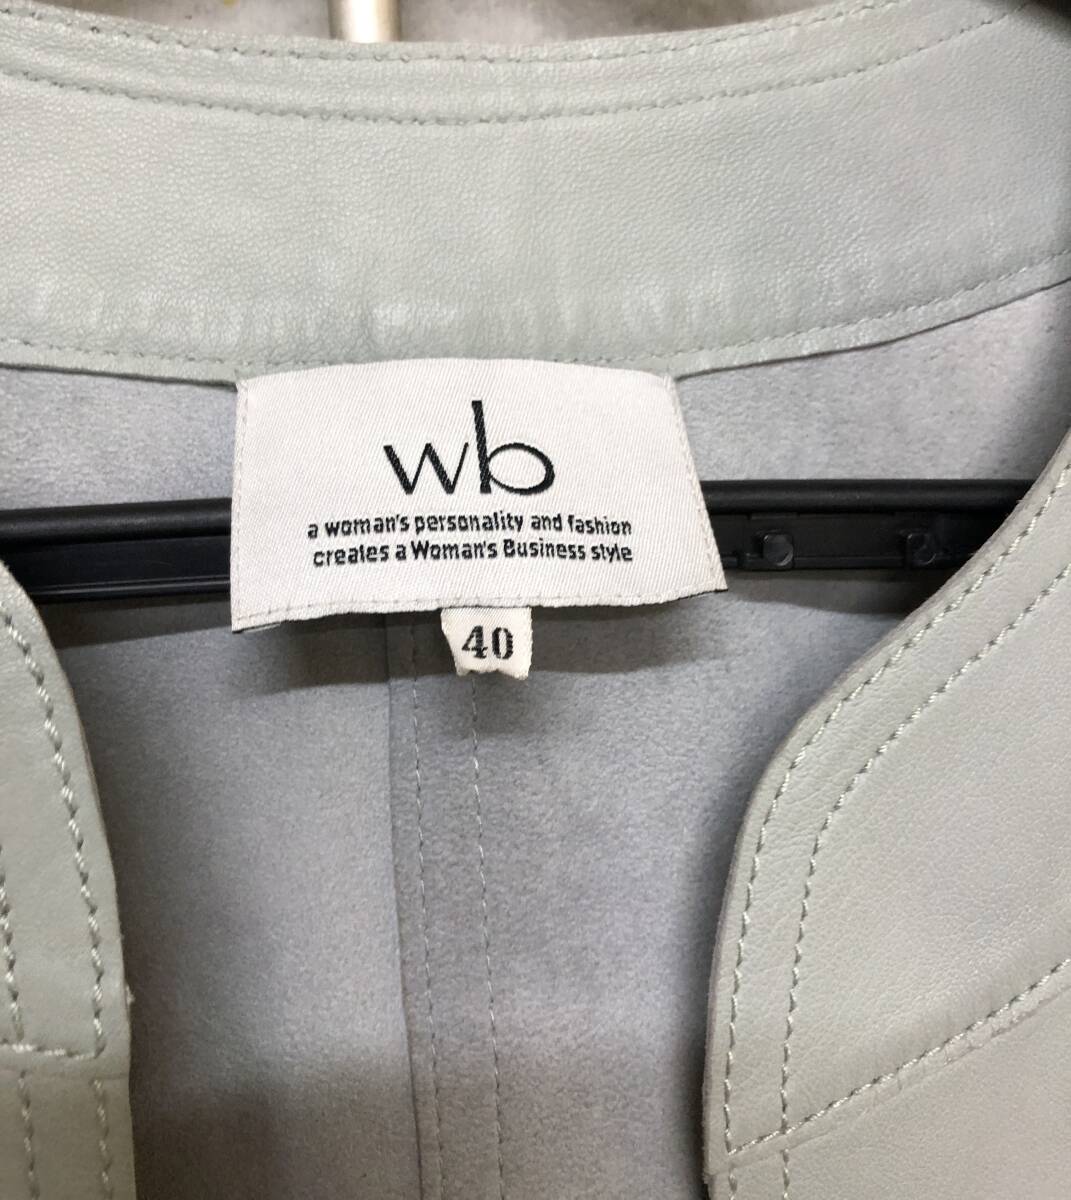 wb
a woman's personality and fashion
creates a Woman's Business style
40